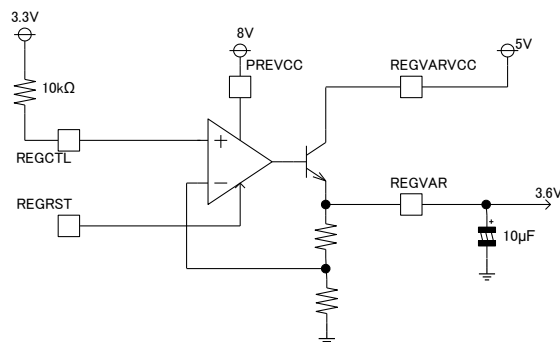 3.3V
8V
5V
PREVCC
REGVARVCC
10kΩ
+
REGCTL
−
REGVAR
3.6V
REGRST
+
10μF